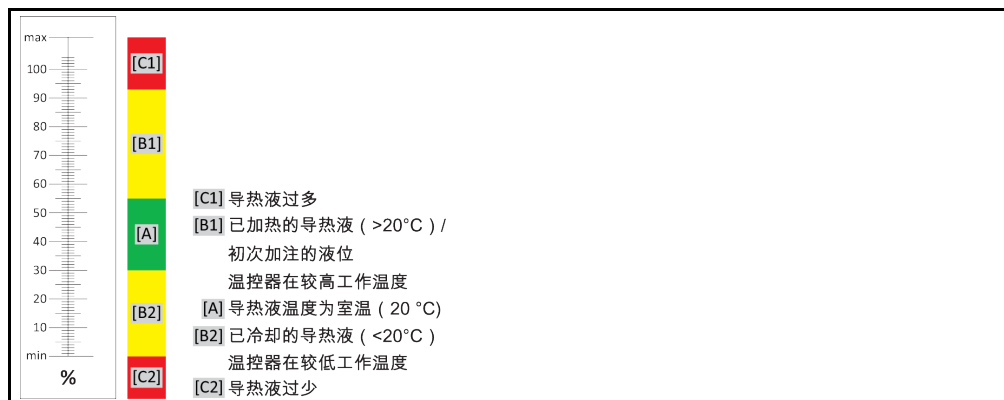 max
100
90
80
70
60
50
40
30
20
10
min
%
[C1]
[B1]
[A]
[B2]
[C2]
[C1] 导热液过多
[B1] 已加热的导热液（>20°C）/
初次加注的液位
温控器在较高工作温度
[A] 导热液温度为室温（20 °C)
[B2] 已冷却的导热液（<20°C）
温控器在较低工作温度
[C2] 导热液过少